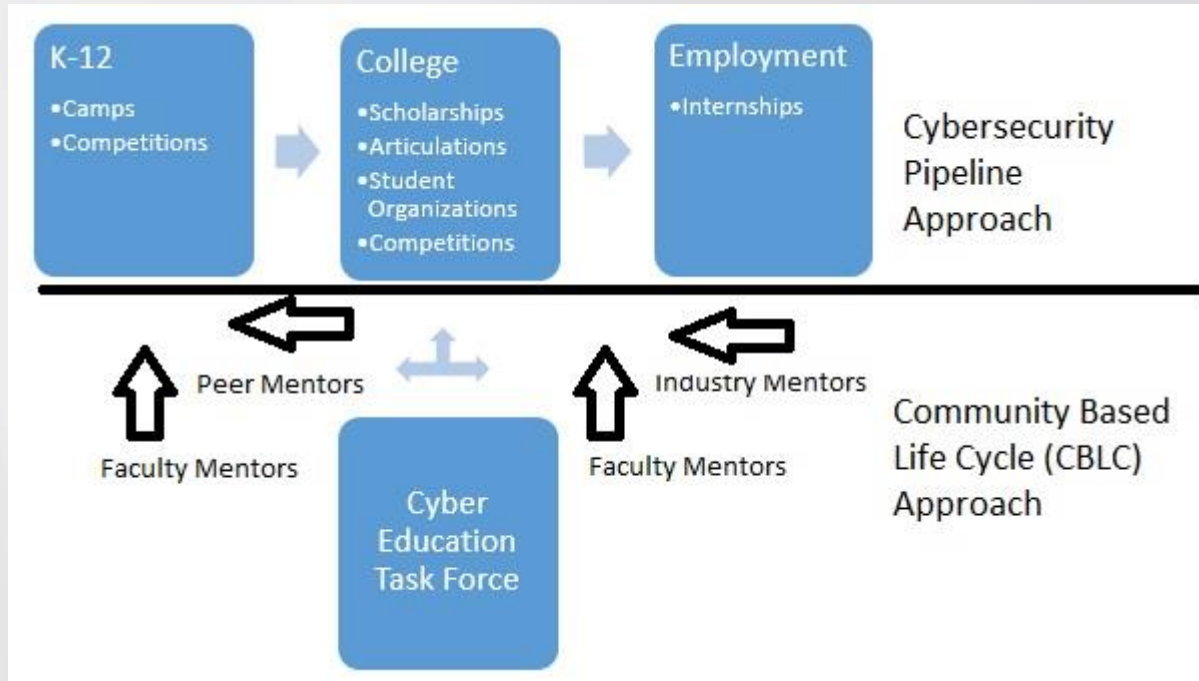 K-12
•Camps
•Competitions
College
•Scholarships
•Articulations
•Student
Organizations
•Competitions
Employment
•Internships
Cybersecurity
Pipeline
Approach
Peer Mentors
Faculty Mentors
Industry Mentors
Faculty Mentors
Cyber
Education
Task Force
Community Based
Life Cycle (CBLC)
Approach